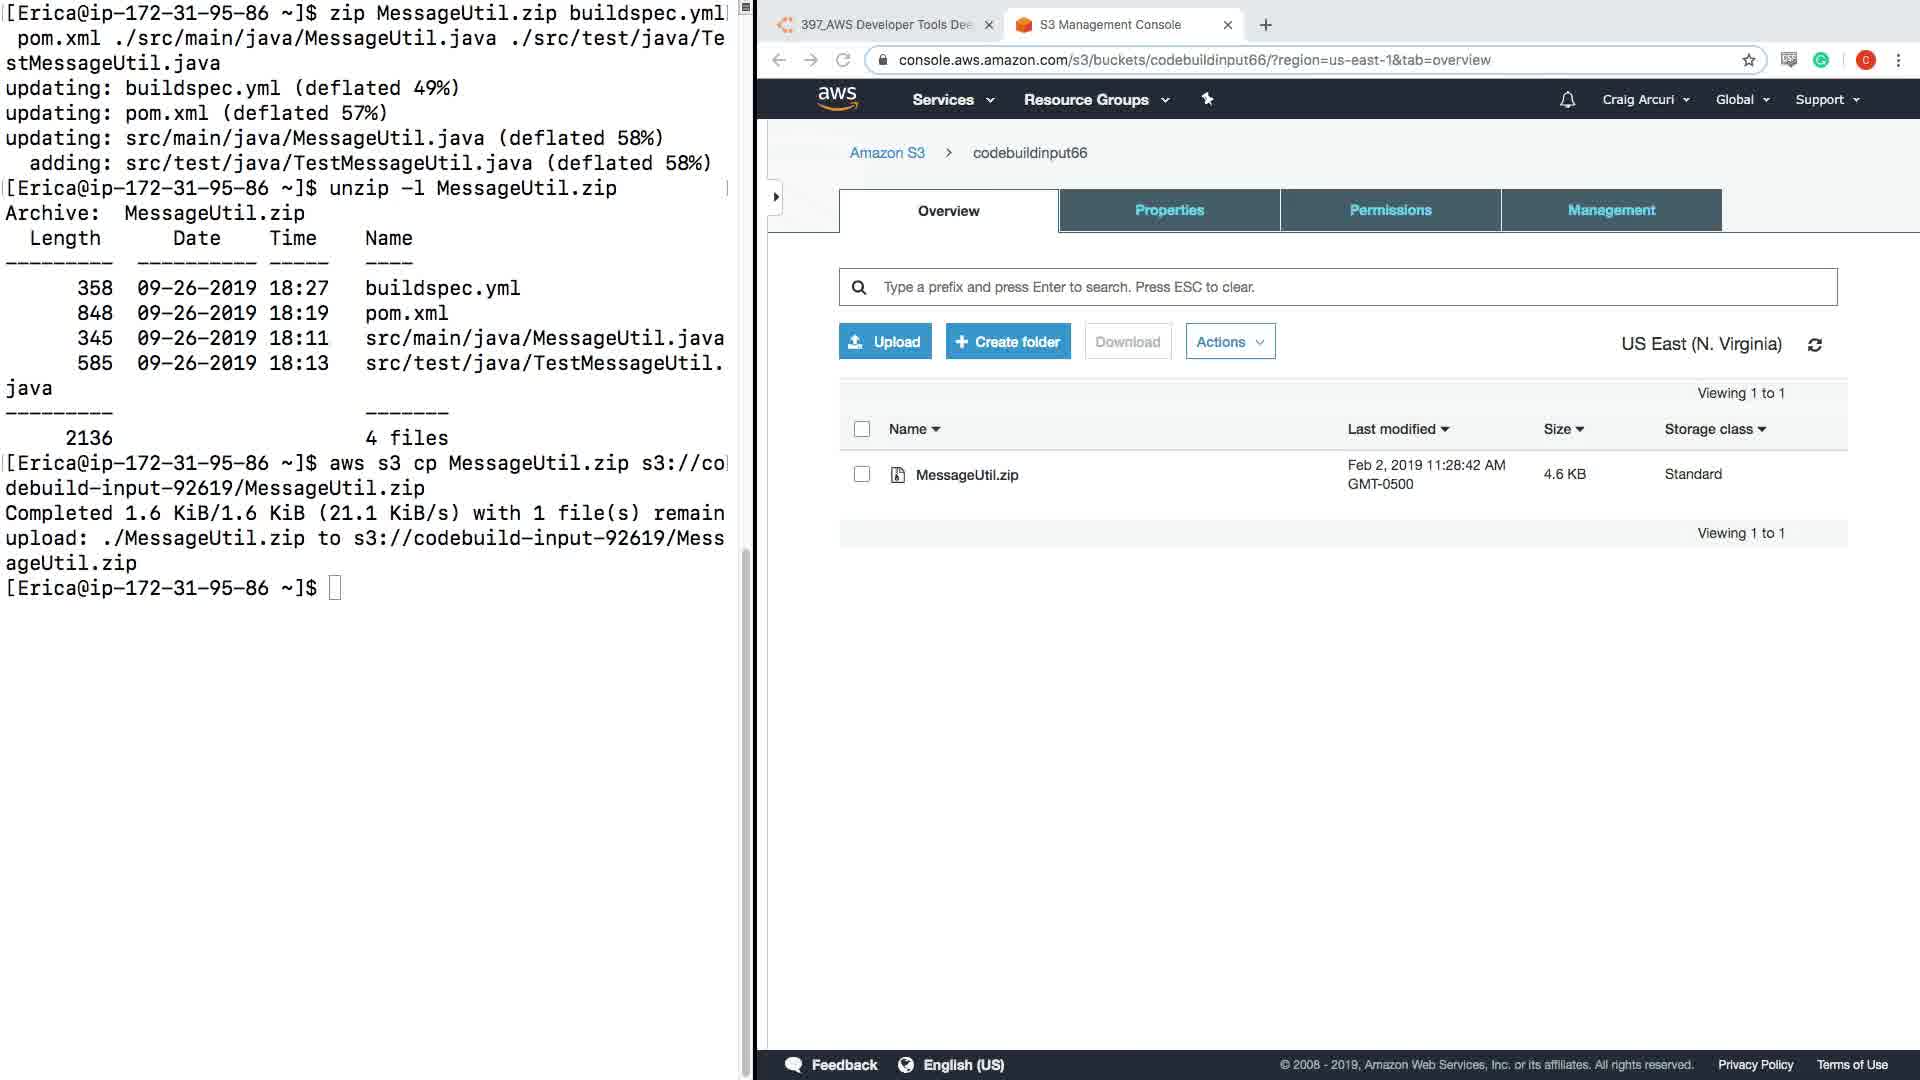 [Erica@ip-172-31-95-86 ~]$ zip MessageUtil.zip buildspec.yml
pom.xml ./src/main/java/MessageUtil.java ./src/test/java/Te
stMessageUtil.java
updating: buildspec.yml (deflated 49%)
updating: pom.xml (deflated 57%)
updating: src/main/java/MessageUtil.java (deflated 58%)
adding: src/test/java/TestMessageUtil.java (deflated 58%)
[Erica@ip-172-31-95-86 ~]$ unzip -l MessageUtil.zip
Archive:  MessageUtil.zip
Length      Date    Time    Name
---------  ---------- -----   ----
358  09-26-2019 18:27   buildspec.yml
848  09-26-2019 18:19   pom.xml
345  09-26-2019 18:11   src/main/java/MessageUtil.java
585  09-26-2019 18:13   src/test/java/TestMessageUtil.
java
---------                     -------
2136                     4 files
[Erica@ip-172-31-95-86 ~]$ aws s3 cp MessageUtil.zip s3://co
debuild-input-92619/MessageUtil.zip
Completed 1.6 KiB/1.6 KiB (21.1 KiB/s) with 1 file(s) remain
upload: ./MessageUtil.zip to s3://codebuild-input-92619/Mess
ageUtil.zip
[Erica@ip-172-31-95-86 ~]$
397_AWS Developer Tools Dee
S3 Management Console
console.aws.amazon.com/s3/buckets/codebuildinput66/?region=us-east-1&tab=overview
C
aws Services Resource Groups Craig Arcuri Global Support
Amazon S3 > codebuildinput66
Overview Properties Permissions Management
Type a prefix and press Enter to search. Press ESC to clear.
Upload + Create folder Download Actions US East (N. Virginia)
Viewing 1 to 1
Name Last modified Size Storage class
MessageUtil.zip Feb 2, 2019 11:28:42 AM 4.6 KB Standard
GMT-0500
Viewing 1 to 1
Feedback English (US) © 2008 - 2019, Amazon Web Services, Inc. or its affiliates. All rights reserved. Privacy Policy Terms of Use